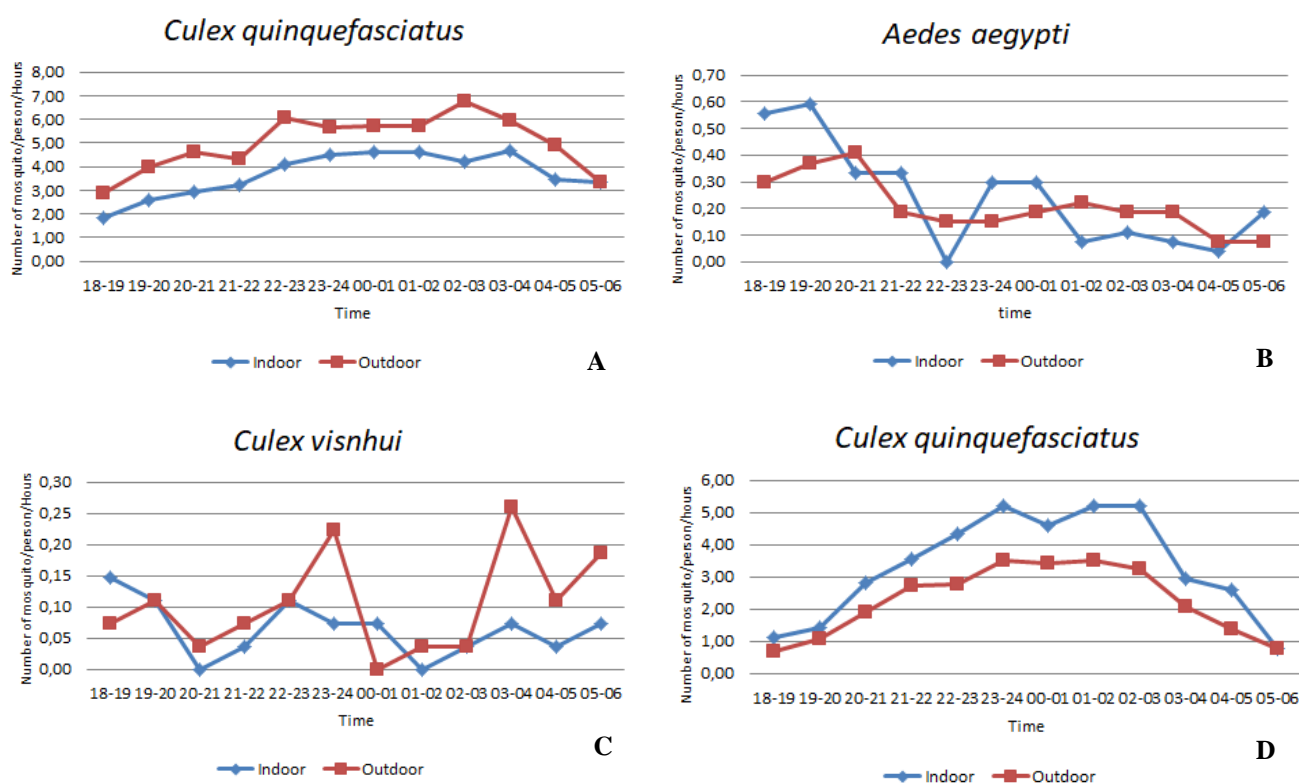 Culex quinquefasciatus
Number of mosquito/person/Hours
8,00
7,00
6,00
5,00
4,00
3,00
2,00
1,00
0,00
18-19 19-20 20-21 21-22 22-23 23-24 00-01 01-02 02-03 03-04 04-05 05-06
Time
Indoor Outdoor
A
Aedes aegypti
Number of mosquito/person/hours
0,70
0,60
0,50
0,40
0,30
0,20
0,10
0,00
18-19 19-20 20-21 21-22 22-23 23-24 00-01 01-02 02-03 03-04 04-05 05-06
time
Indoor Outdoor
B
Culex visnhui
Number of mosquito/person/Hours
0,30
0,25
0,20
0,15
0,10
0,05
0,00
18-19 19-20 20-21 21-22 22-23 23-24 00-01 01-02 02-03 03-04 04-05 05-06
Time
Indoor Outdoor
C
Culex quinquefasciatus
Number of mosquito/person/hours
6,00
5,00
4,00
3,00
2,00
1,00
0,00
18-19 19-20 20-21 21-22 22-23 23-24 00-01 01-02 02-03 03-04 04-05 05-06
Time
Indoor Outdoor
D